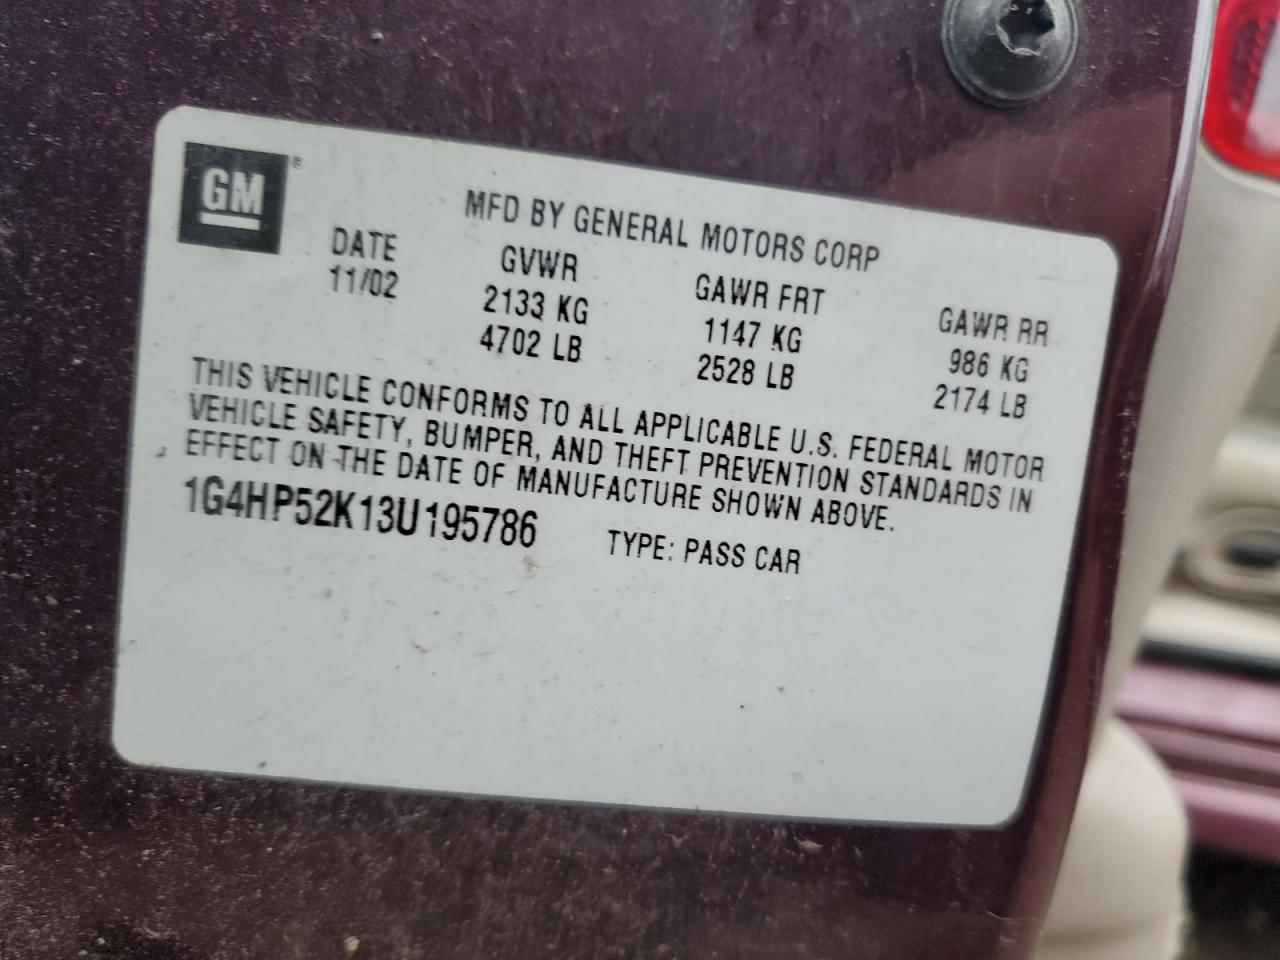 GM®
MFD BY GENERAL MOTORS CORP
DATE GVWR GAWR FRT GAWR RR
11/02 2133 KG 1147 KG 986 KG
4702 LB 2528 LB 2174 LB
THIS VEHICLE CONFORMS TO ALL APPLICABLE U.S. FEDERAL MOTOR
VEHICLE SAFETY, BUMPER, AND THEFT PREVENTION STANDARDS IN
EFFECT ON THE DATE OF MANUFACTURE SHOWN ABOVE.
1G4HP52K13U195786 TYPE: PASS CAR